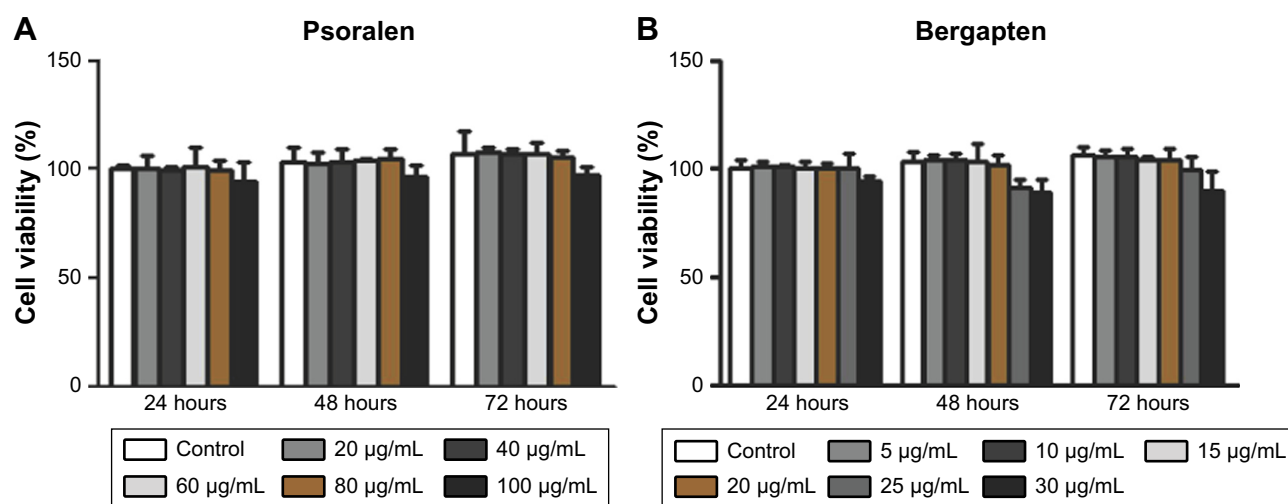 A
Psoralen
Cell viability (%)
150
100
50
0
24 hours 48 hours 72 hours
Control 20 µg/mL 40 µg/mL
60 µg/mL 80 µg/mL 100 µg/mL
B
Bergapten
Cell viability (%)
150
100
50
0
24 hours 48 hours 72 hours
Control 5 µg/mL 10 µg/mL 15 µg/mL
20 µg/mL 25 µg/mL 30 µg/mL